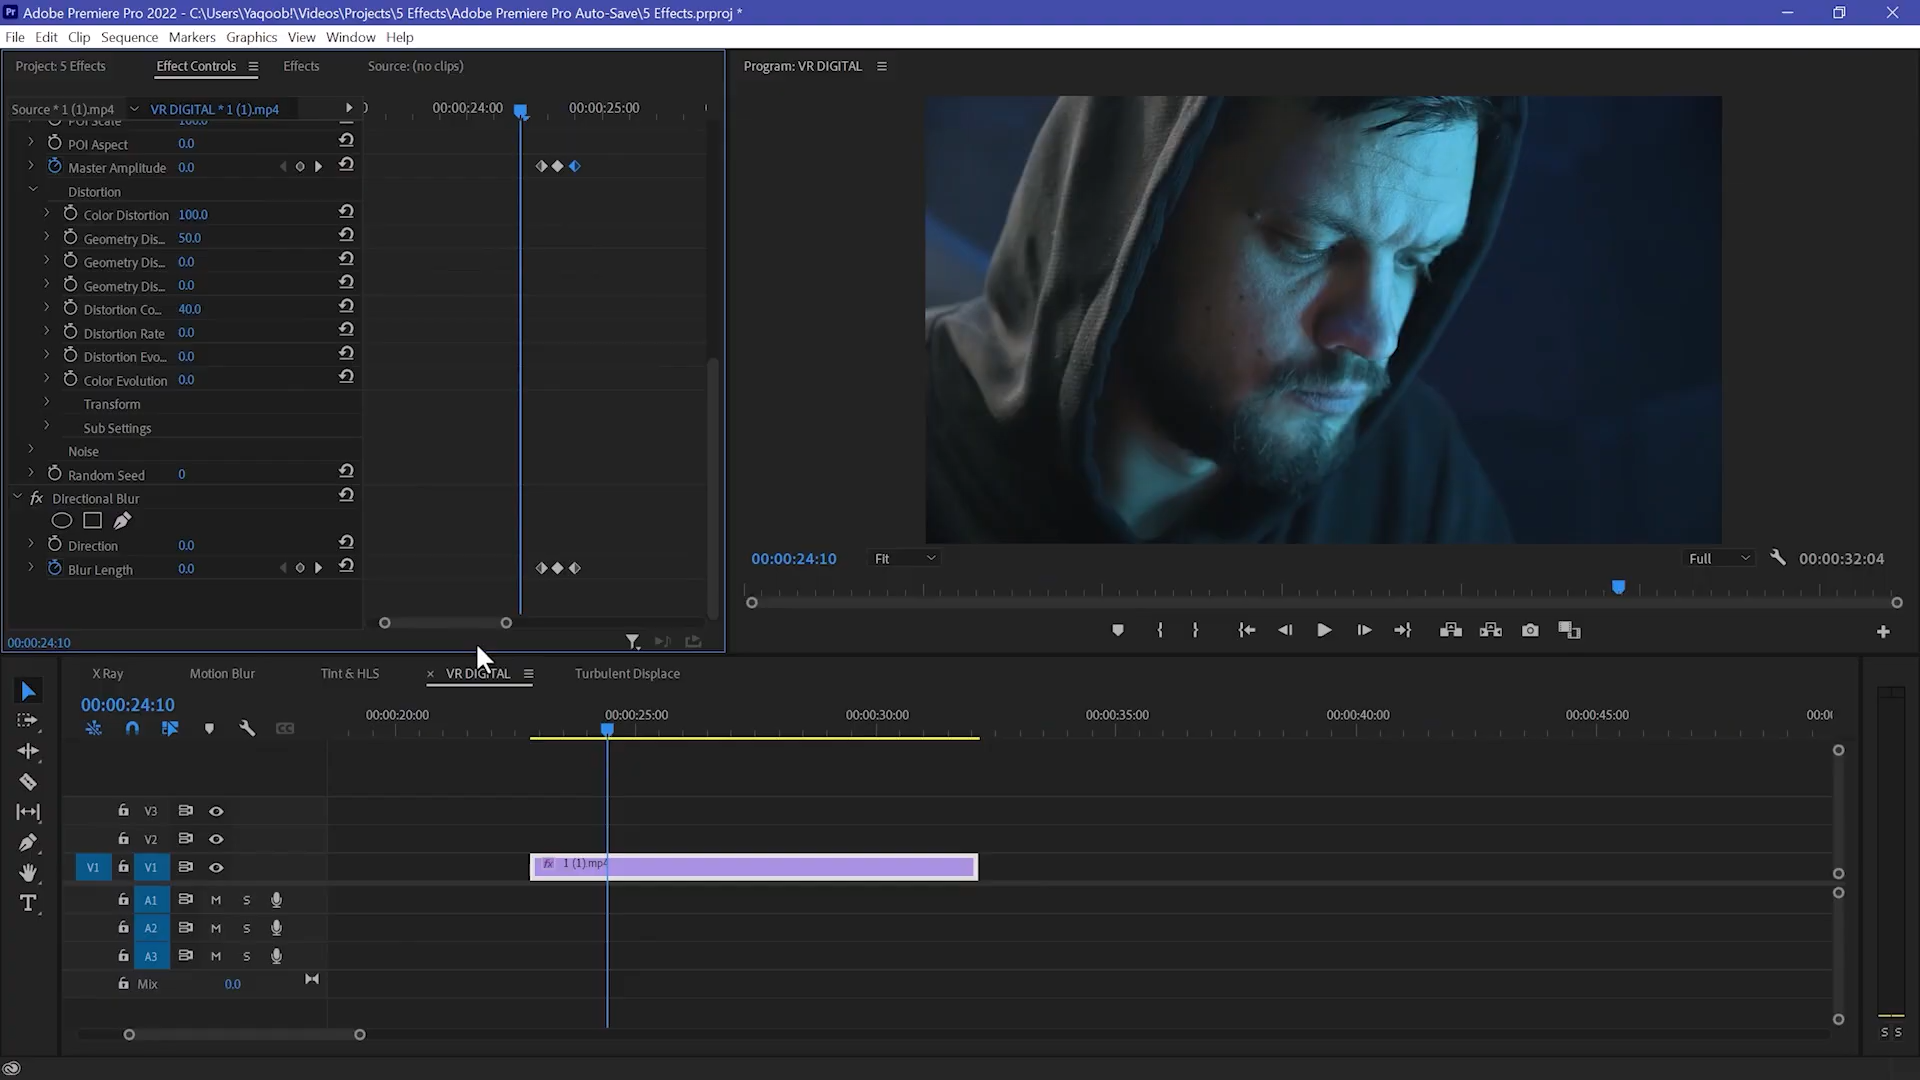 Pr Adobe Premiere Pro 2022 - C:\Users\Yaqoob!\Videos\Projects\5 Effects\Adobe Premiere Pro Auto-Save\5 Effects.prproj *
File Edit Clip Sequence Markers Graphics View Window Help
Project: 5 Effects Effect Controls Effects Source: (no clips)
Program: VR DIGITAL
Source * 1 (1).mp4 VR DIGITAL * 1 (1).mp4 00:00:24:00 00:00:25:00
POI Scale 100.0
POI Aspect 0.0
Master Amplitude 0.0
Distortion
Color Distortion 100.0
Geometry Dis... 50.0
Geometry Dis... 0.0
Geometry Dis... 0.0
Distortion Co... 40.0
Distortion Rate 0.0
Distortion Evo... 0.0
Color Evolution 0.0
Transform
Sub Settings
Noise
Random Seed 0
fx Directional Blur
Direction 0.0
Blur Length 0.0
00:00:24:10
00:00:24:10 Fit Full 00:00:32:04
X Ray Motion Blur Tint & HLS × VR DIGITAL Turbulent Displace
00:00:24:10
00:00:20:00 00:00:25:00 00:00:30:00 00:00:35:00 00:00:40:00 00:00:45:00
V3
V2
V1 V1 fx 1 (1).mp4
A1 M S
A2 M S
A3 M S
Mix 0.0
S S